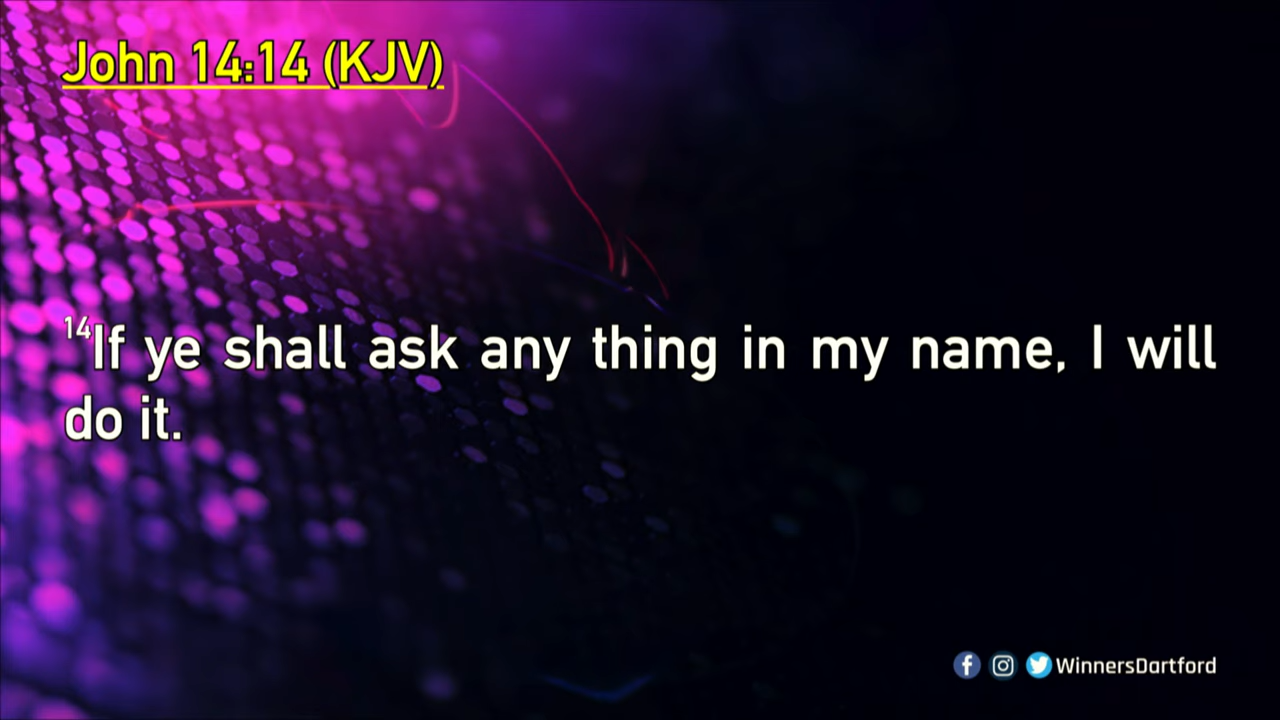 John 14:14 (KJV)
14If ye shall ask any thing in my name, I will
do it.
WinnersDartford